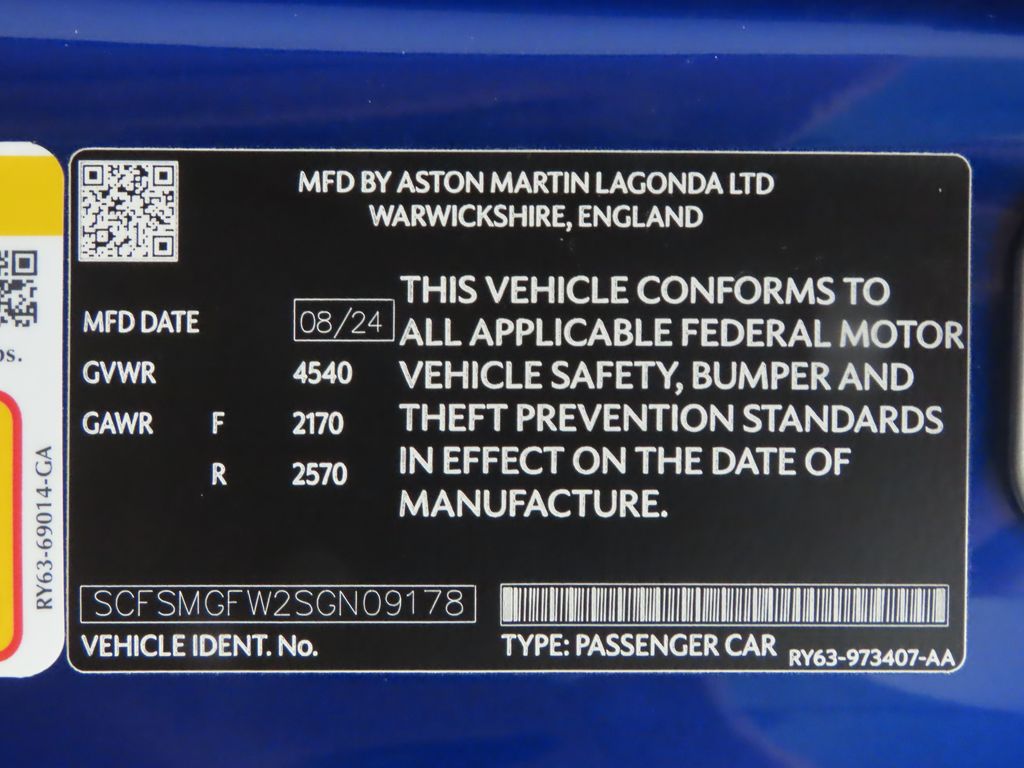 MFD BY ASTON MARTIN LAGONDA LTD
WARWICKSHIRE, ENGLAND
THIS VEHICLE CONFORMS TO
ALL APPLICABLE FEDERAL MOTOR
VEHICLE SAFETY, BUMPER AND
THEFT PREVENTION STANDARDS
IN EFFECT ON THE DATE OF
MANUFACTURE.
MFD DATE 08/24
GVWR 4540
GAWR F 2170
R 2570
SCFSMGFW2SGN09178
VEHICLE IDENT. No.
TYPE: PASSENGER CAR
RY63-973407-AA
RY63-69014-GA